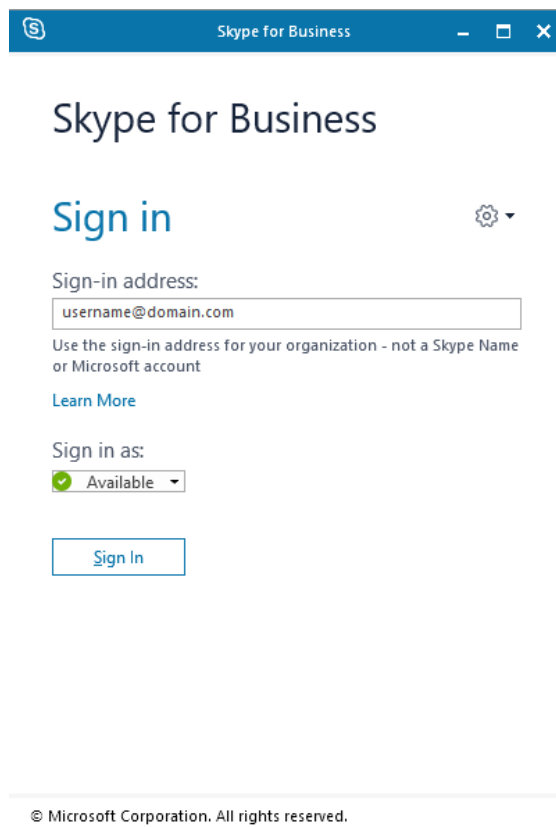 Skype for Business
Skype for Business
Sign in
Sign-in address:
username@domain.com
Use the sign-in address for your organization - not a Skype Name
or Microsoft account
Learn More
Sign in as:
Available
Sign In
© Microsoft Corporation. All rights reserved.